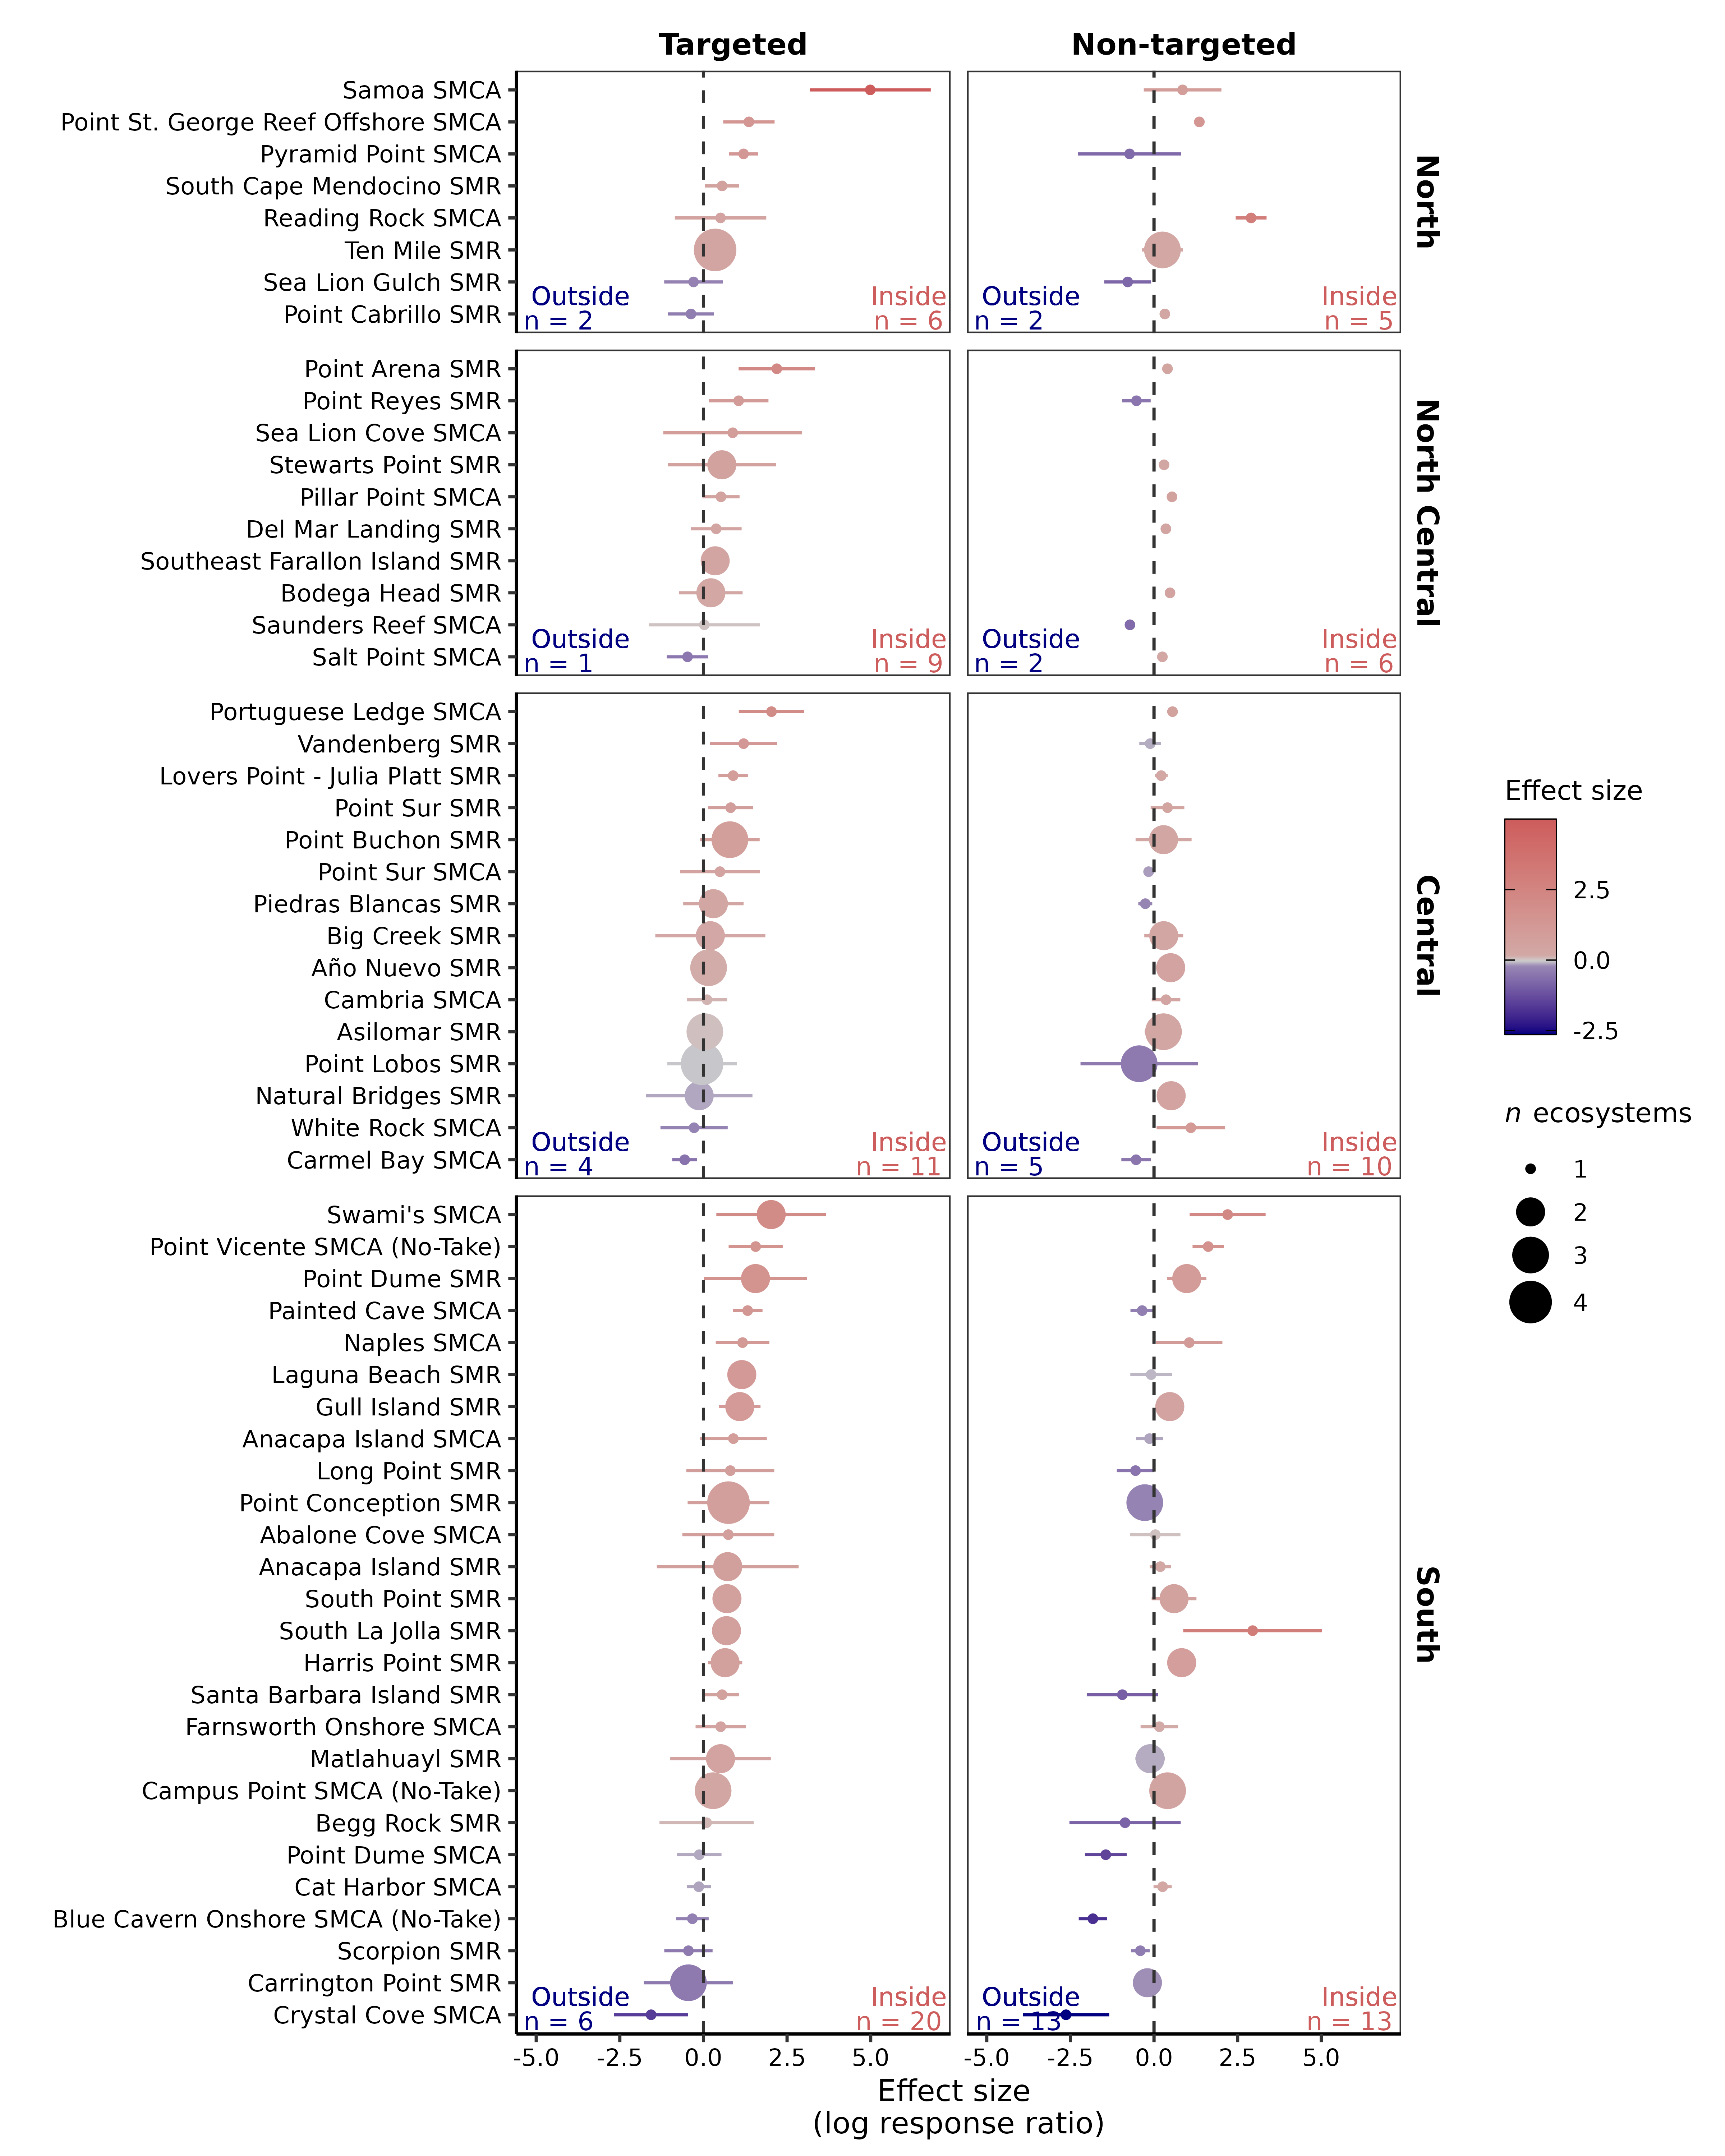 Targeted
Non-targeted
Samoa SMCA
Point St. George Reef Offshore SMCA
Pyramid Point SMCA
South Cape Mendocino SMR
Reading Rock SMCA
Ten Mile SMR
Sea Lion Gulch SMR
Point Cabrillo SMR
Outside
n = 2
Inside
n = 6
Outside
n = 2
Inside
n = 5
North
Point Arena SMR
Point Reyes SMR
Sea Lion Cove SMCA
Stewarts Point SMR
Pillar Point SMCA
Del Mar Landing SMR
Southeast Farallon Island SMR
Bodega Head SMR
Saunders Reef SMCA
Salt Point SMCA
Outside
n = 1
Inside
n = 9
Outside
n = 2
Inside
n = 6
North Central
Portuguese Ledge SMCA
Vandenberg SMR
Lovers Point - Julia Platt SMR
Point Sur SMR
Point Buchon SMR
Point Sur SMCA
Piedras Blancas SMR
Big Creek SMR
Año Nuevo SMR
Cambria SMCA
Asilomar SMR
Point Lobos SMR
Natural Bridges SMR
White Rock SMCA
Carmel Bay SMCA
Outside
n = 4
Inside
n = 11
Outside
n = 5
Inside
n = 10
Central
Swami's SMCA
Point Vicente SMCA (No-Take)
Point Dume SMR
Painted Cave SMCA
Naples SMCA
Laguna Beach SMR
Gull Island SMR
Anacapa Island SMCA
Long Point SMR
Point Conception SMR
Abalone Cove SMCA
Anacapa Island SMR
South Point SMR
South La Jolla SMR
Harris Point SMR
Santa Barbara Island SMR
Farnsworth Onshore SMCA
Matlahuayl SMR
Campus Point SMCA (No-Take)
Begg Rock SMR
Point Dume SMCA
Cat Harbor SMCA
Blue Cavern Onshore SMCA (No-Take)
Scorpion SMR
Carrington Point SMR
Crystal Cove SMCA
Outside
n = 6
Inside
n = 20
Outside
n = 13
Inside
n = 13
South
-5.0 -2.5 0.0 2.5 5.0
-5.0 -2.5 0.0 2.5 5.0
Effect size
(log response ratio)
Effect size
2.5
0.0
-2.5
n ecosystems
1
2
3
4